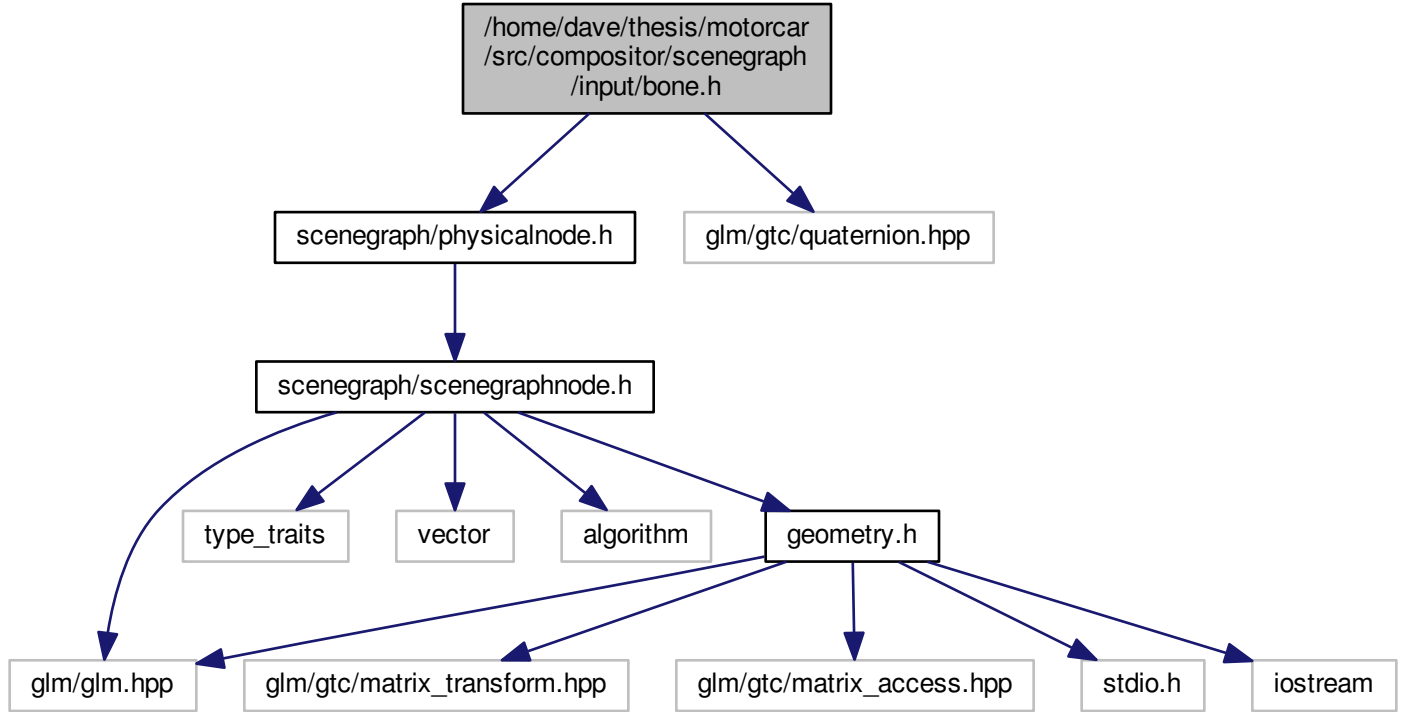 /home/dave/thesis/motorcar
/src/compositor/scenegraph
/input/bone.h
scenegraph/physicalnode.h
glm/gtc/quaternion.hpp
scenegraph/scenegraphnode.h
type_traits
vector
algorithm
geometry.h
glm/glm.hpp
glm/gtc/matrix_transform.hpp
glm/gtc/matrix_access.hpp
stdio.h
iostream